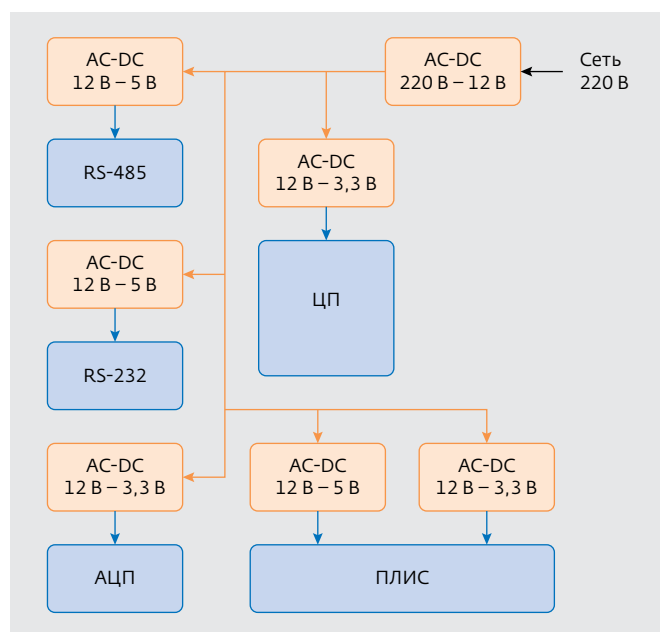 AC-DC
12 В – 5 В
AC-DC
220 В – 12 В
Сеть
220 В
RS-485
AC-DC
12 В – 3,3 В
AC-DC
12 В – 5 В
ЦП
RS-232
AC-DC
12 В – 3,3 В
AC-DC
12 В – 5 В
AC-DC
12 В – 3,3 В
АЦП
ПЛИС